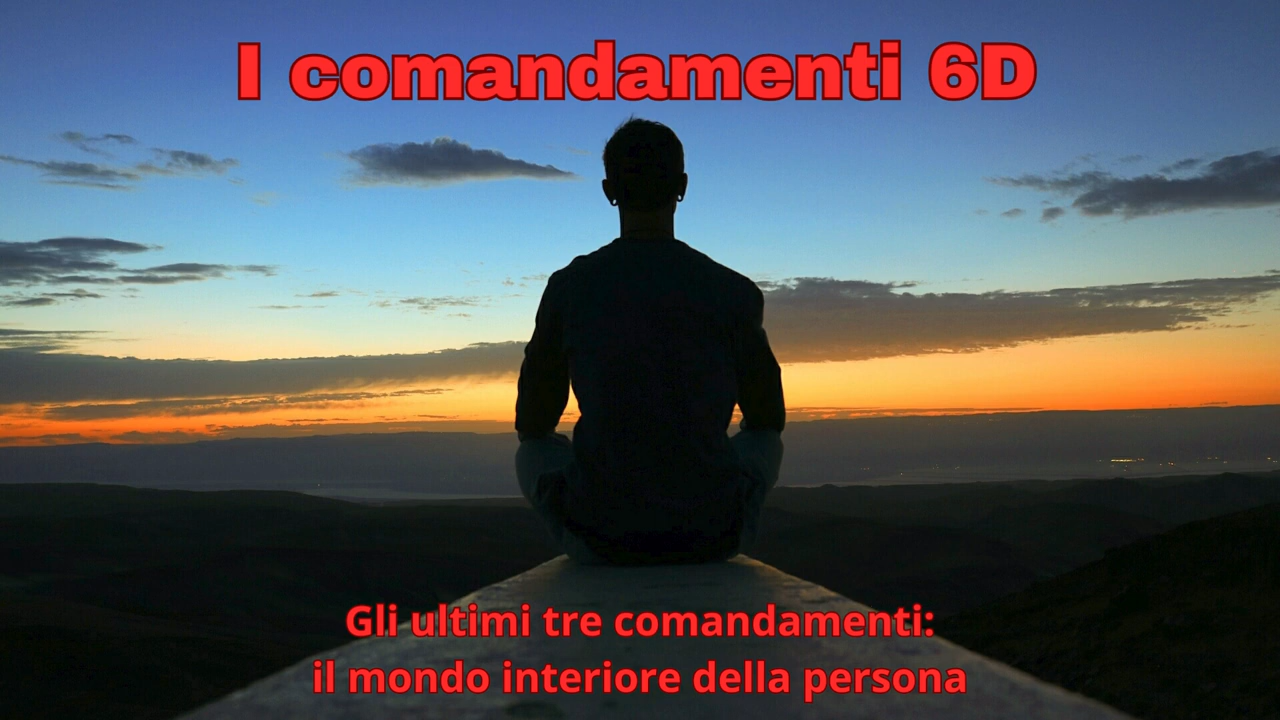 I comandamenti 6D
Gli ultimi tre comandamenti:
il mondo interiore della persona